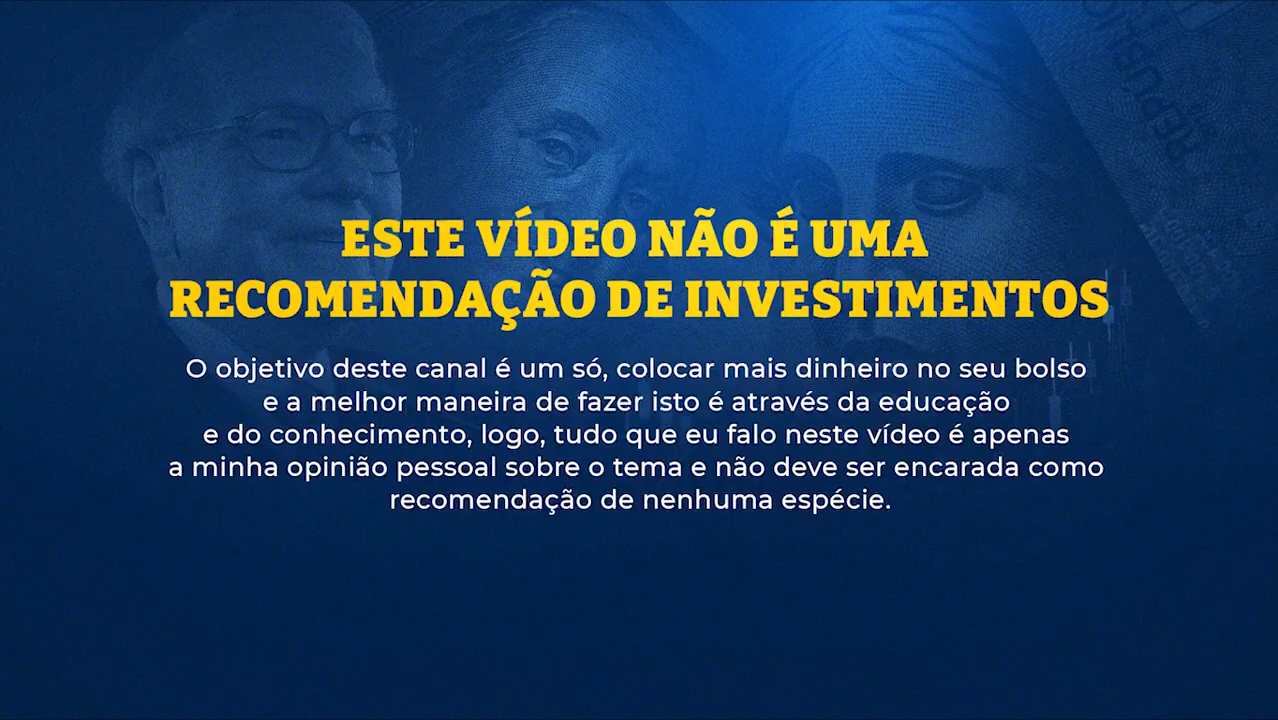 ESTE VÍDEO NÃO É UMA
RECOMENDAÇÃO DE INVESTIMENTOS
O objetivo deste canal é um só, colocar mais dinheiro no seu bolso
e a melhor maneira de fazer isto é através da educação
e do conhecimento, logo, tudo que eu falo neste vídeo é apenas
a minha opinião pessoal sobre o tema e não deve ser encarada como
recomendação de nenhuma espécie.